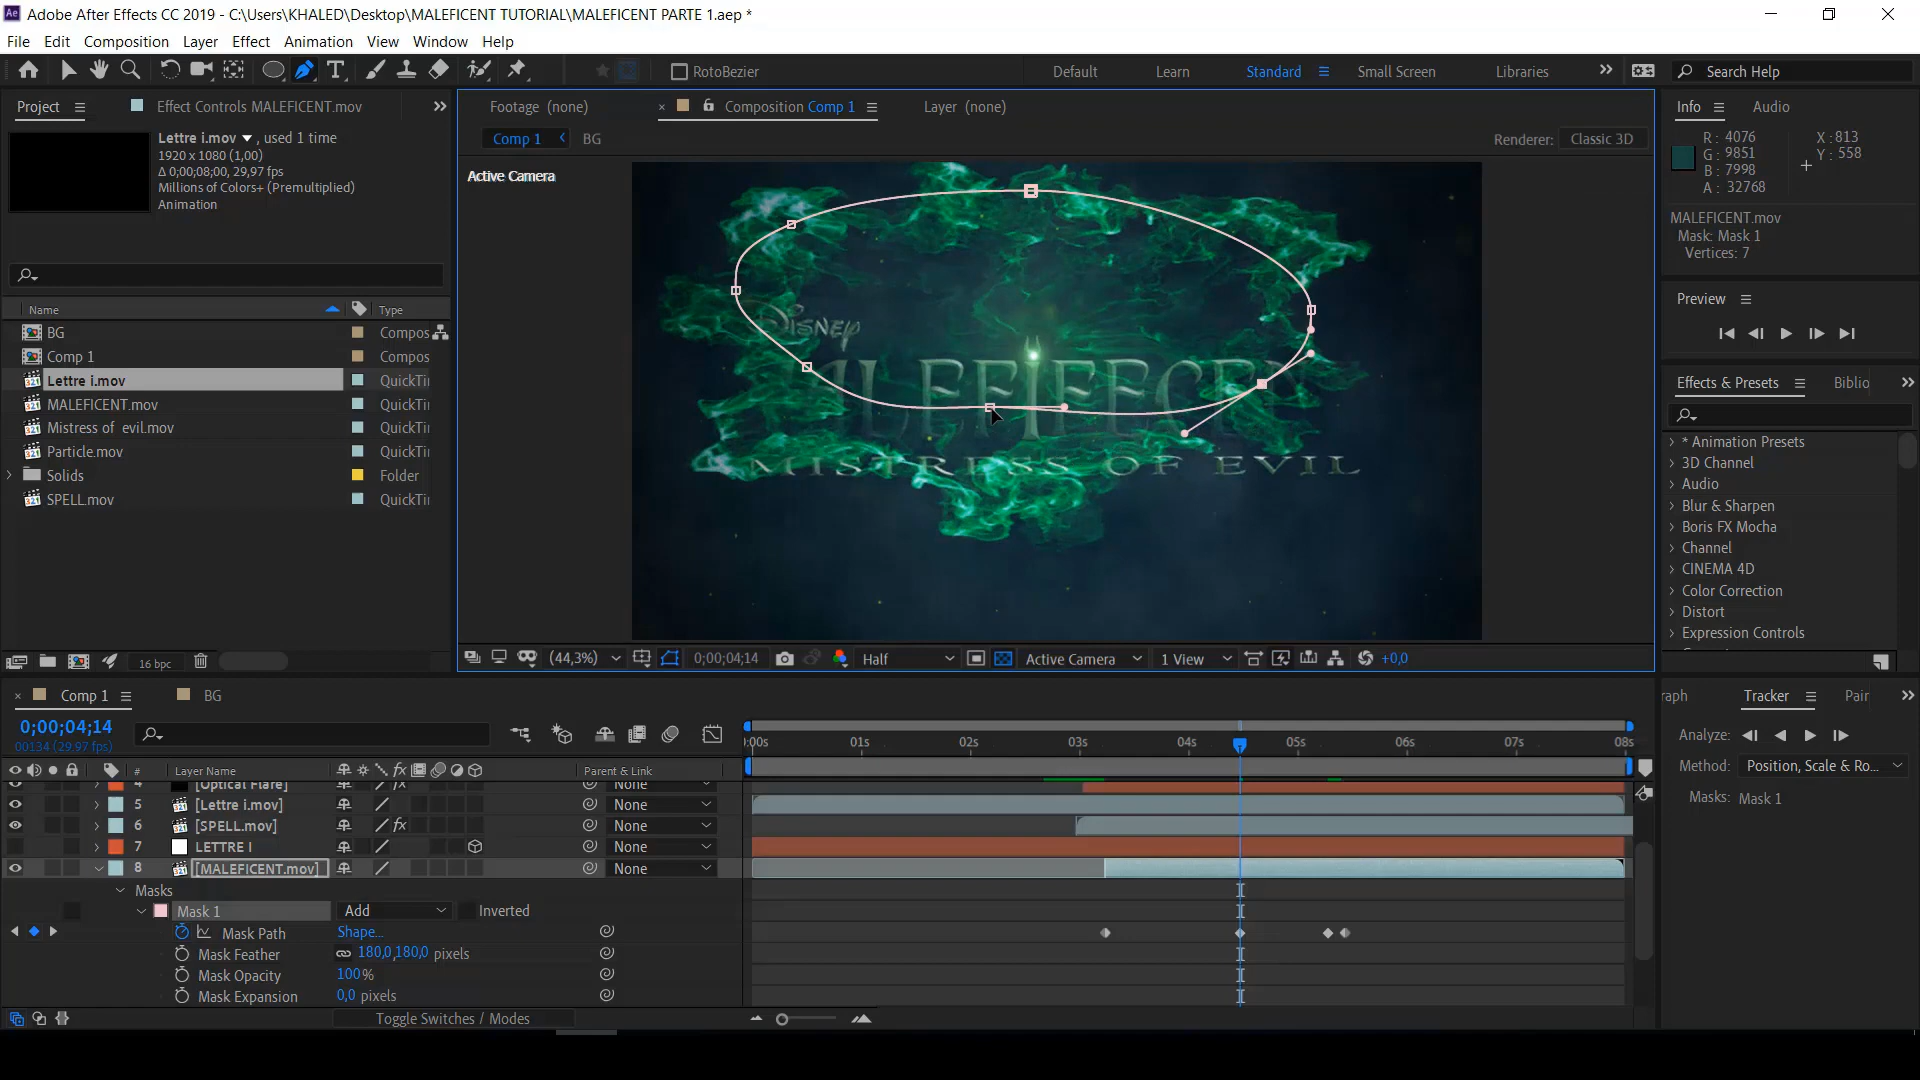 Adobe After Effects CC 2019 - C:\Users\KHALED\Desktop\MALEFICENT TUTORIAL\MALEFICENT PARTE 1.aep *
File Edit Composition Layer Effect Animation View Window Help
RotoBezier Default Learn Standard Small Screen Libraries Search Help
Project Effect Controls MALEFICENT.mov
Lettre i.mov , used 1 time
1920 x 1080 (1,00)
Δ 0;00;08;00, 29,97 fps
Millions of Colors+ (Premultiplied)
Animation
Name Type
BG Compos
Comp 1 Compos
Lettre i.mov QuickTi
MALEFICENT.mov QuickTi
Mistress of evil.mov QuickTi
Particle.mov QuickTi
Solids Folder
SPELL.mov QuickTi
16 bpc
Footage (none) Composition Comp 1 Layer (none)
Comp 1 BG Renderer: Classic 3D
Active Camera
DISNEY
MISTRESS OF EVIL
(44,3%) 0;00;04;14 Half Active Camera 1 View +0,0
Info Audio
R: 4076 X: 813
G: 9851 Y: 558
B: 7998
A: 32768
MALEFICENT.mov
Mask: Mask 1
Vertices: 7
Preview
Effects & Presets Biblio
* Animation Presets
3D Channel
Audio
Blur & Sharpen
Boris FX Mocha
Channel
CINEMA 4D
Color Correction
Distort
Expression Controls
Comp 1 BG
0;00;04;14
00134 (29.97 fps)
# Layer Name Parent & Link
:00s 01s 02s 03s 04s 05s 06s 07s 08s
4 [Optical Flare] None
5 [Lettre i.mov] None
6 [SPELL.mov] None
7 LETTRE I None
8 [MALEFICENT.mov] None
Masks
Mask 1 Add Inverted
Mask Path Shape...
Mask Feather 180,0,180,0 pixels
Mask Opacity 100%
Mask Expansion 0,0 pixels
Toggle Switches / Modes
raph Tracker Pair
Analyze:
Method: Position, Scale & Ro...
Masks: Mask 1